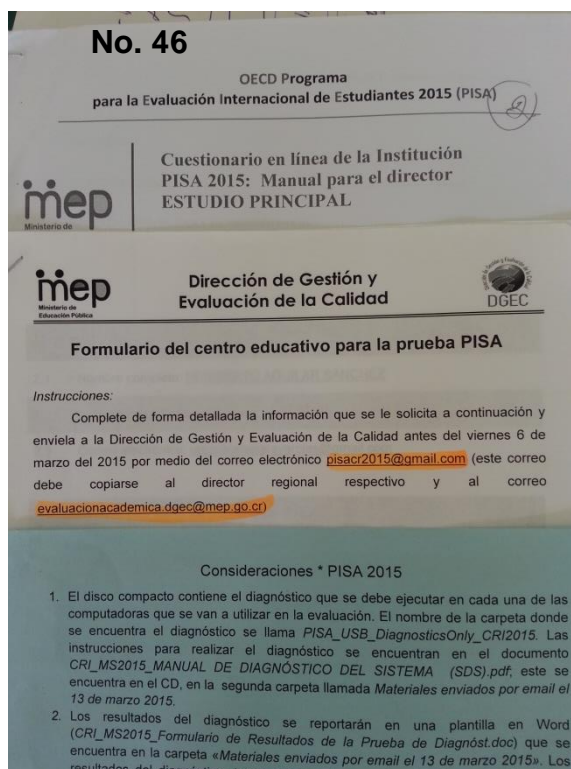 No. 46
OECD Programa
para la Evaluación Internacional de Estudiantes 2015 (PISA)
Cuestionario en línea de la Institución
PISA 2015: Manual para el director
ESTUDIO PRINCIPAL
mep
Ministerio de
mep
Ministerio de
Educación Pública
Dirección de Gestión y
Evaluación de la Calidad
DGEC
Formulario del centro educativo para la prueba PISA
Instrucciones:
Complete de forma detallada la información que se le solicita a continuación y
envíela a la Dirección de Gestión y Evaluación de la Calidad antes del viernes 6 de
marzo del 2015 por medio del correo electrónico pisacr2015@gmail.com (este correo
debe copiarse al director regional respectivo y al correo
evaluacionacademica.dgec@mep.go.cr)
Consideraciones * PISA 2015
1. El disco compacto contiene el diagnóstico que se debe ejecutar en cada una de las
computadoras que se van a utilizar en la evaluación. El nombre de la carpeta donde
se encuentra el diagnóstico se llama PISA_USB_DiagnosticsOnly_CRI2015. Las
instrucciones para realizar el diagnóstico se encuentran en el documento
CRI_MS2015_MANUAL DE DIAGNÓSTICO DEL SISTEMA (SDS).pdf, este se
encuentra en el CD, en la segunda carpeta llamada Materiales enviados por email el
13 de marzo 2015.
2. Los resultados del diagnóstico se reportarán en una plantilla en Word
(CRI_MS2015_Formulario de Resultados de la Prueba de Diagnóst.doc) que se
encuentra en la carpeta «Materiales enviados por email el 13 de marzo 2015». Los